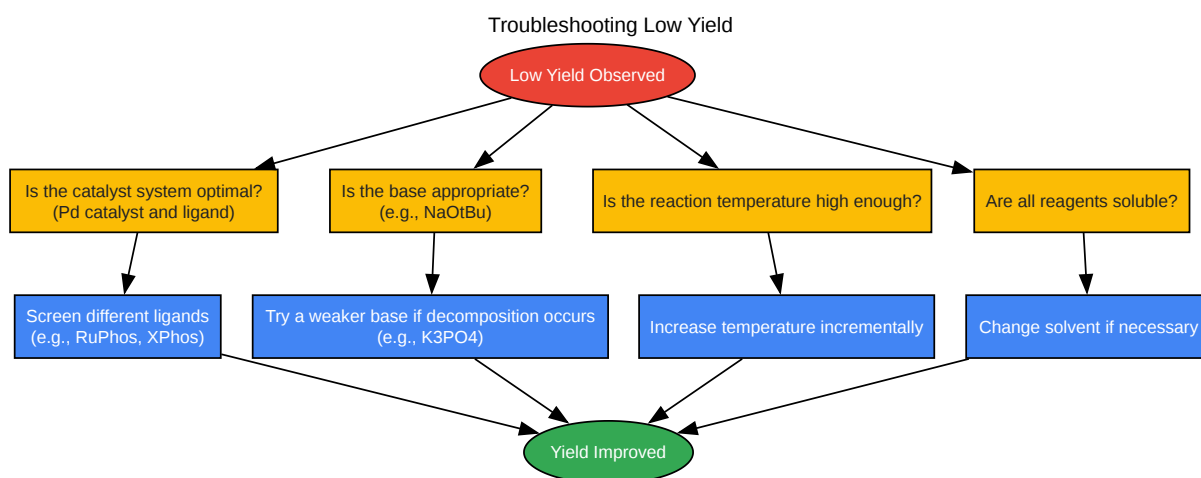 Troubleshooting Low Yield
Low Yield Observed
Is the catalyst system optimal?
(Pd catalyst and ligand)
Is the base appropriate?
(e.g., NaOtBu)
Is the reaction temperature high enough?
Are all reagents soluble?
Screen different ligands
(e.g., RuPhos, XPhos)
Try a weaker base if decomposition occurs
(e.g., K3PO4)
Increase temperature incrementally
Change solvent if necessary
Yield Improved